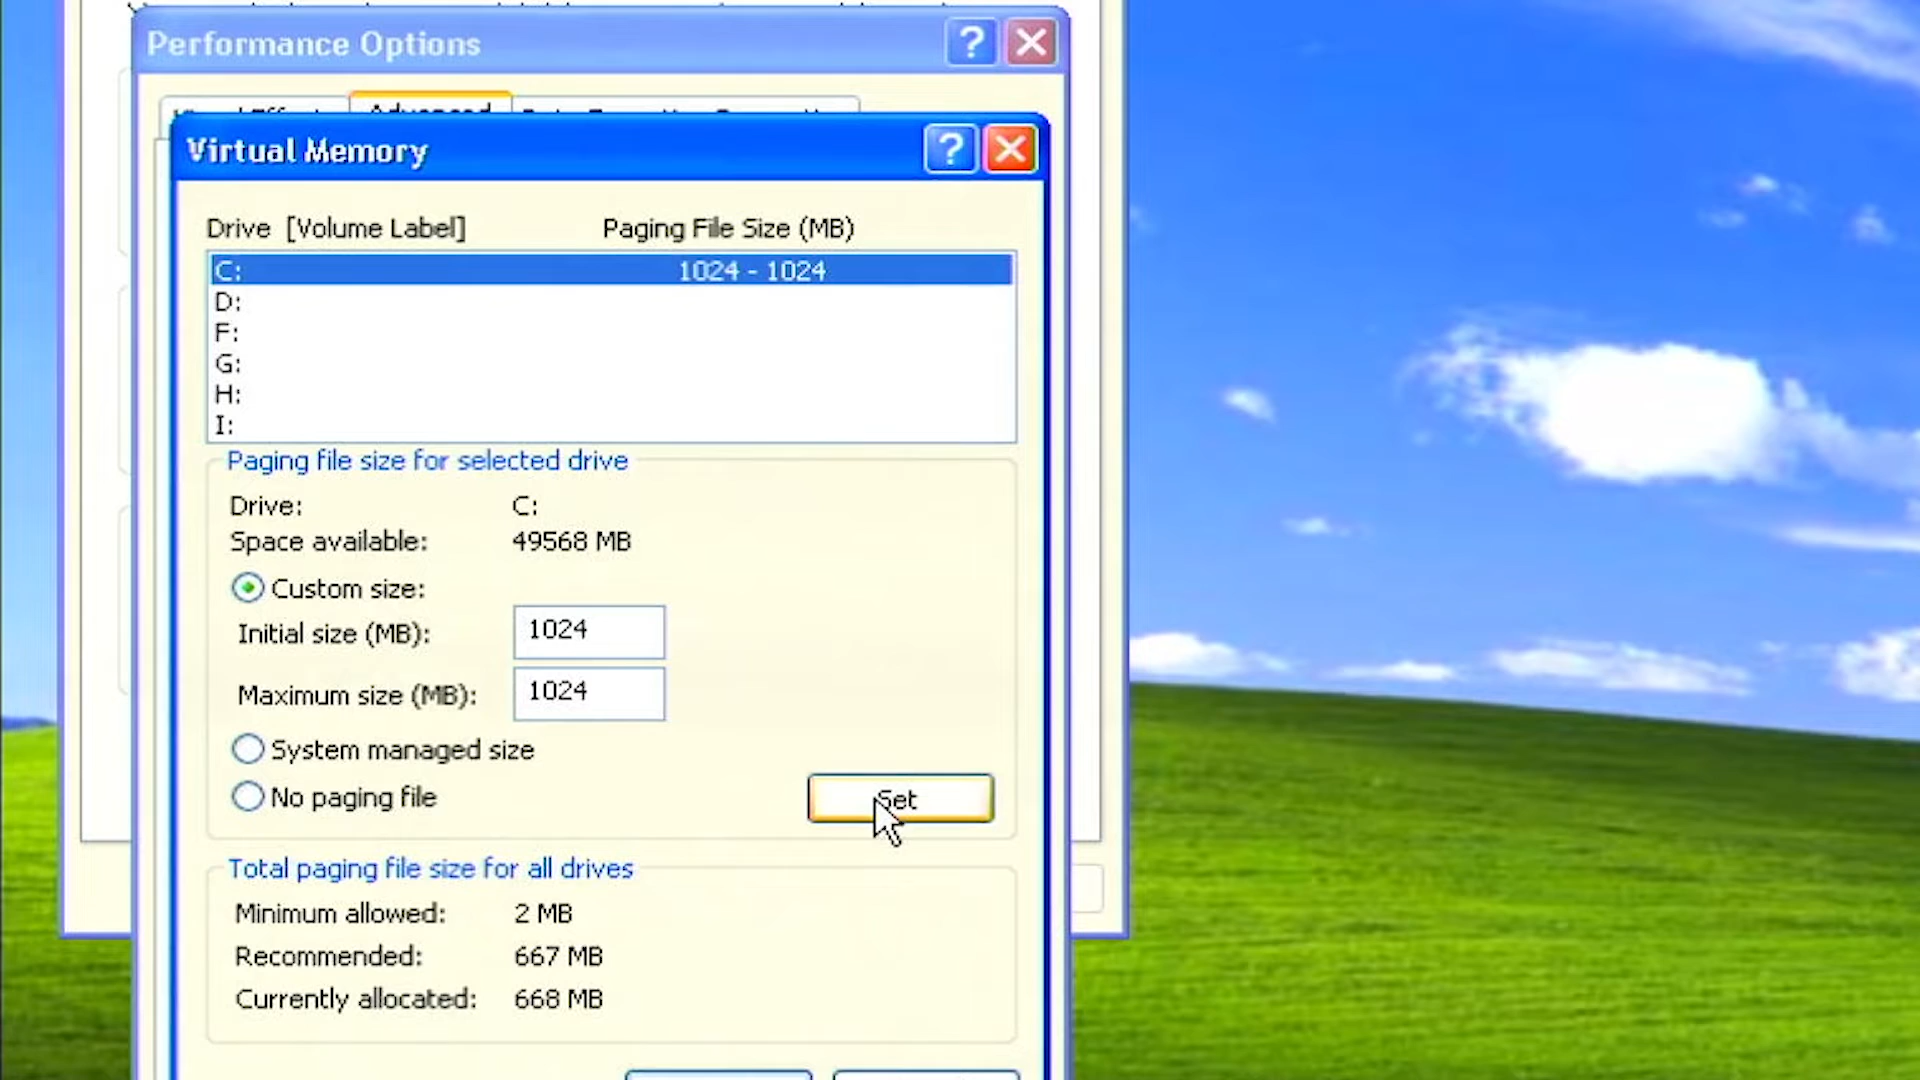 Performance Options
Advanced
Virtual Memory
Drive [Volume Label] Paging File Size (MB)
C: 1024 - 1024
D:
F:
G:
H:
I:
Paging file size for selected drive
Drive: C:
Space available: 49568 MB
Custom size:
Initial size (MB): 1024
Maximum size (MB): 1024
System managed size
No paging file
Set
Total paging file size for all drives
Minimum allowed: 2 MB
Recommended: 667 MB
Currently allocated: 668 MB